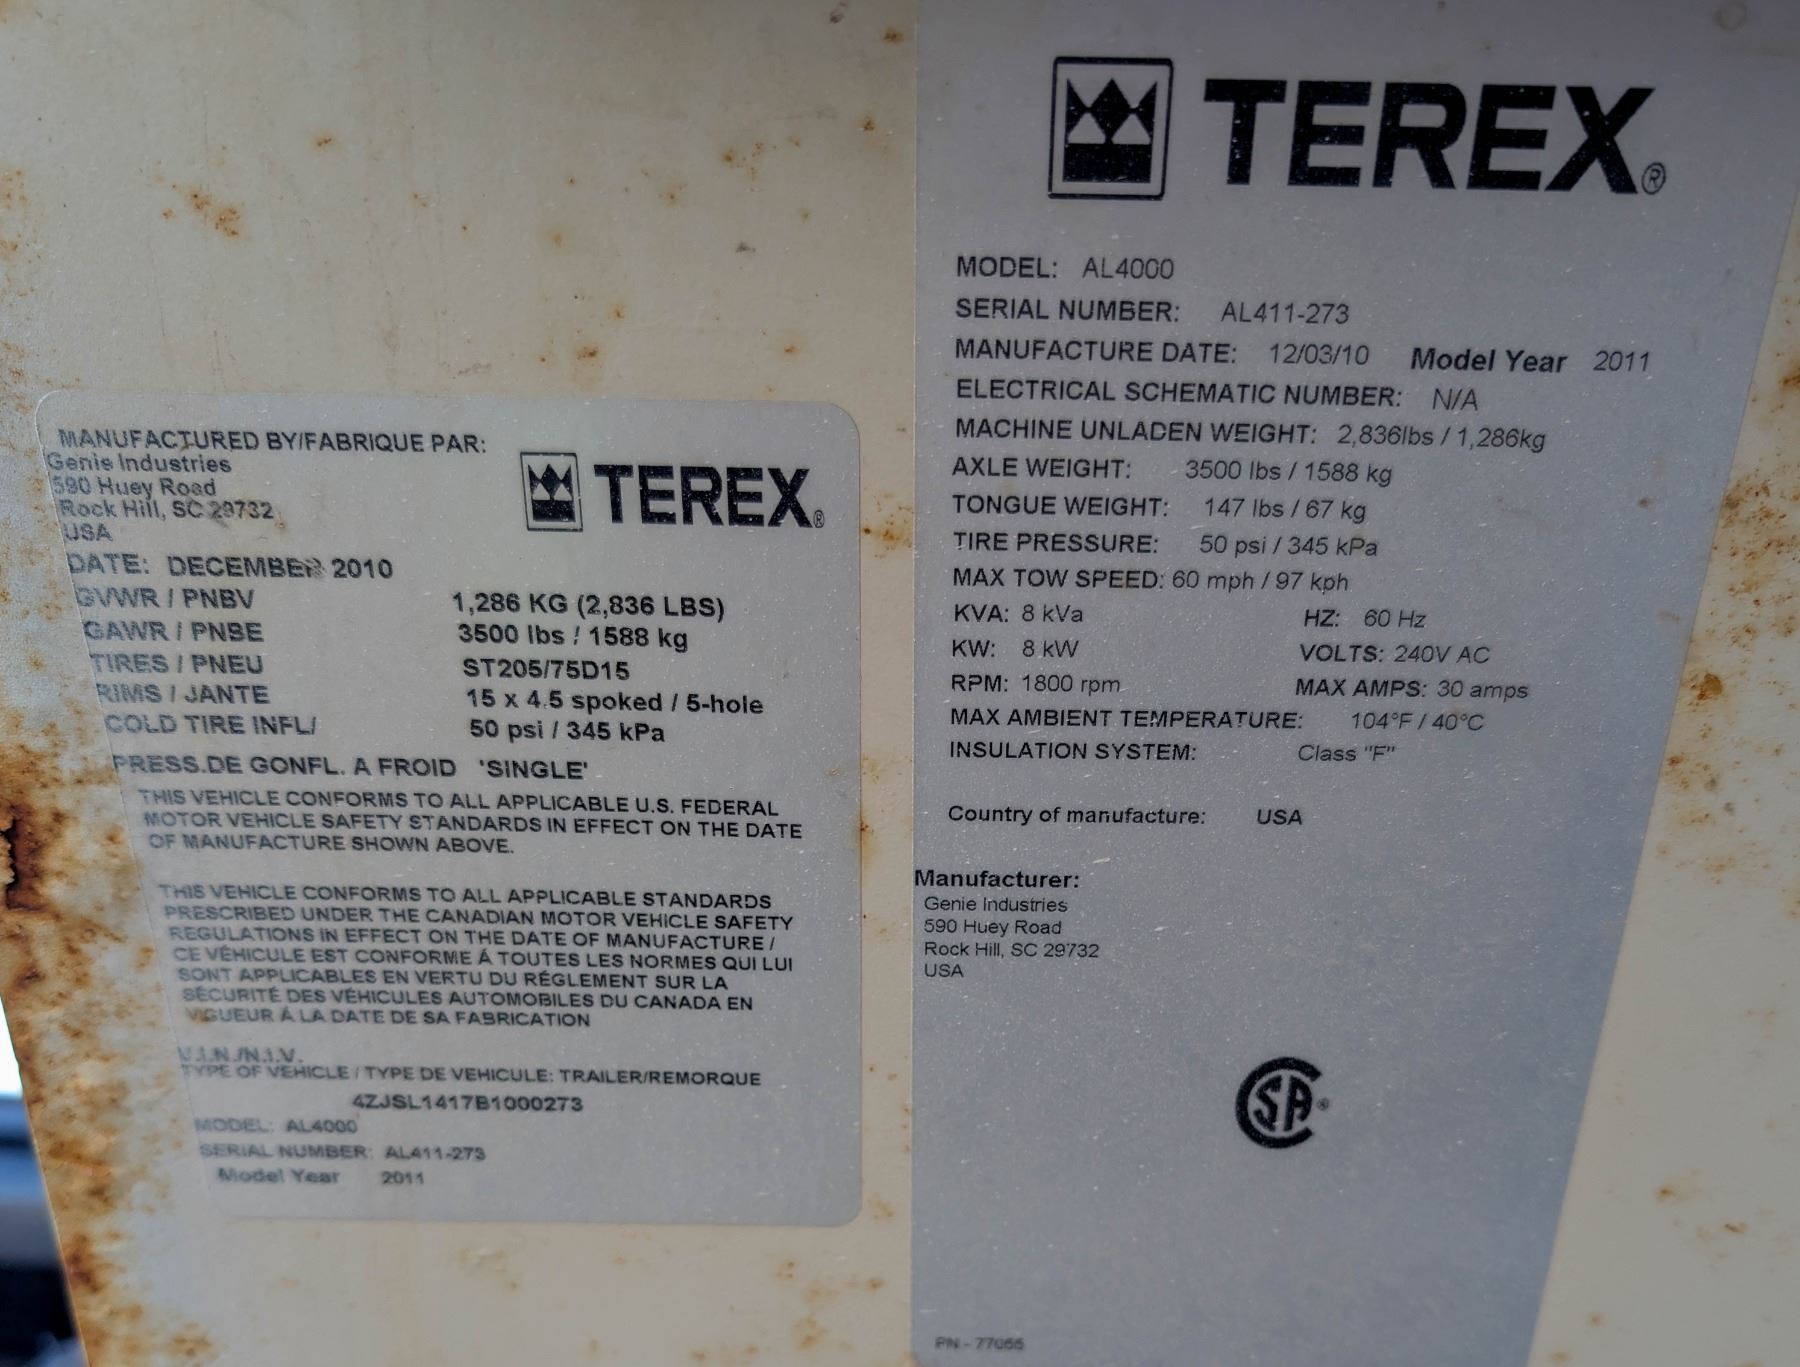 MANUFACTURED BY/FABRIQUE PAR:
Genie Industries
590 Huey Road
Rock Hill, SC 29732
USA
TEREX®
DATE: DECEMBER 2010
GVWR / PNBV 1,286 KG (2,836 LBS)
GAWR / PNBE 3500 lbs / 1588 kg
TIRES / PNEU ST205/75D15
RIMS / JANTE 15 x 4.5 spoked / 5-hole
COLD TIRE INFL/ 50 psi / 345 kPa
PRESS.DE GONFL. A FROID 'SINGLE'
THIS VEHICLE CONFORMS TO ALL APPLICABLE U.S. FEDERAL
MOTOR VEHICLE SAFETY STANDARDS IN EFFECT ON THE DATE
OF MANUFACTURE SHOWN ABOVE.
THIS VEHICLE CONFORMS TO ALL APPLICABLE STANDARDS
PRESCRIBED UNDER THE CANADIAN MOTOR VEHICLE SAFETY
REGULATIONS IN EFFECT ON THE DATE OF MANUFACTURE /
CE VÉHICULE EST CONFORME Á TOUTES LES NORMES QUI LUI
SONT APPLICABLES EN VERTU DU RÉGLEMENT SUR LA
SÉCURITÉ DES VÉHICULES AUTOMOBILES DU CANADA EN
VIGUEUR Á LA DATE DE SA FABRICATION
V.I.N./N.I.V.
TYPE OF VEHICLE / TYPE DE VEHICULE: TRAILER/REMORQUE
4ZJSL1417B1000273
MODEL: AL4000
SERIAL NUMBER: AL411-273
Model Year 2011
TEREX®
MODEL: AL4000
SERIAL NUMBER: AL411-273
MANUFACTURE DATE: 12/03/10 Model Year 2011
ELECTRICAL SCHEMATIC NUMBER: N/A
MACHINE UNLADEN WEIGHT: 2,836lbs / 1,286kg
AXLE WEIGHT: 3500 lbs / 1588 kg
TONGUE WEIGHT: 147 lbs / 67 kg
TIRE PRESSURE: 50 psi / 345 kPa
MAX TOW SPEED: 60 mph / 97 kph
KVA: 8 kVa HZ: 60 Hz
KW: 8 kW VOLTS: 240V AC
RPM: 1800 rpm MAX AMPS: 30 amps
MAX AMBIENT TEMPERATURE: 104°F / 40°C
INSULATION SYSTEM: Class "F"
Country of manufacture: USA
Manufacturer:
Genie Industries
590 Huey Road
Rock Hill, SC 29732
USA
CSA®
PN - 77055